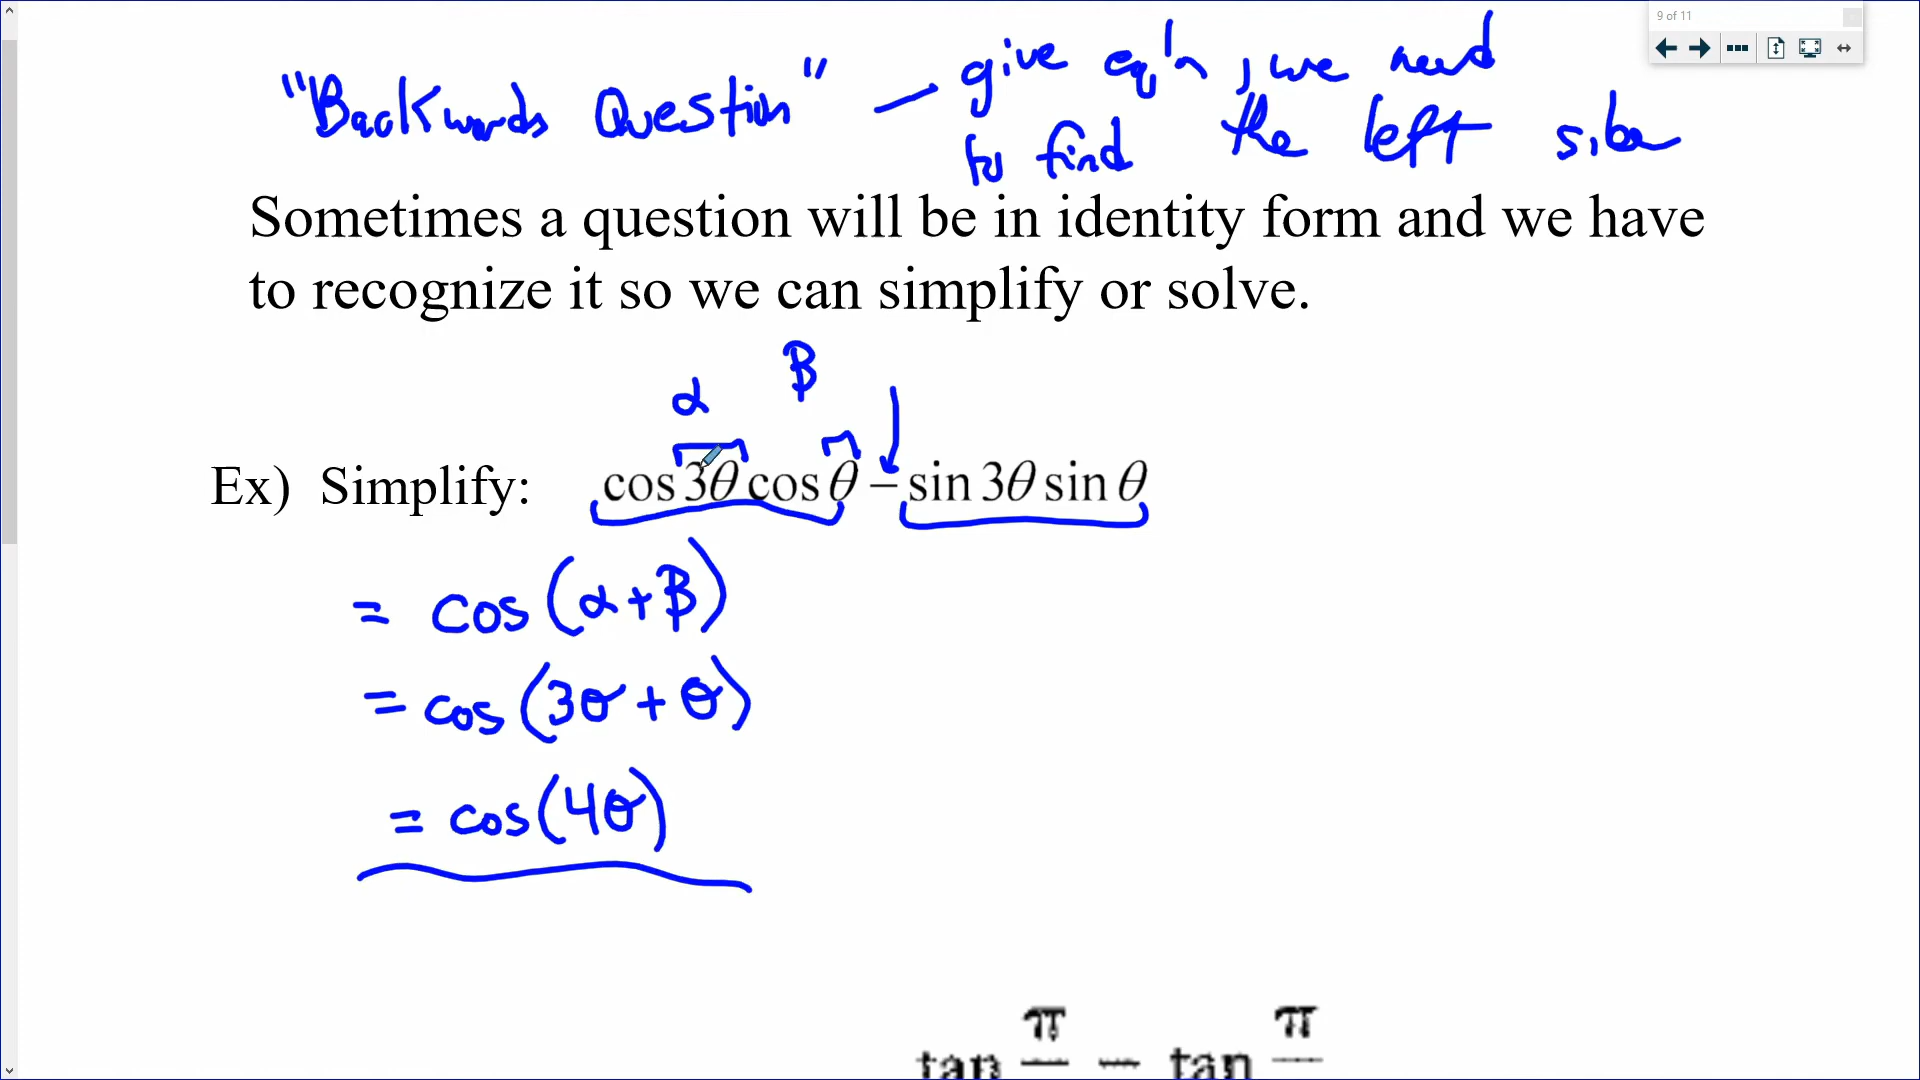 9 of 11
"Backwards Question" — give eq'n, we need
to find the left side
Sometimes a question will be in identity form and we have
to recognize it so we can simplify or solve.
α β
Ex) Simplify: cos 3θ cos θ − sin 3θ sin θ
= cos(α+β)
= cos(3θ + θ)
= cos(4θ)
π π
tan — − tan —